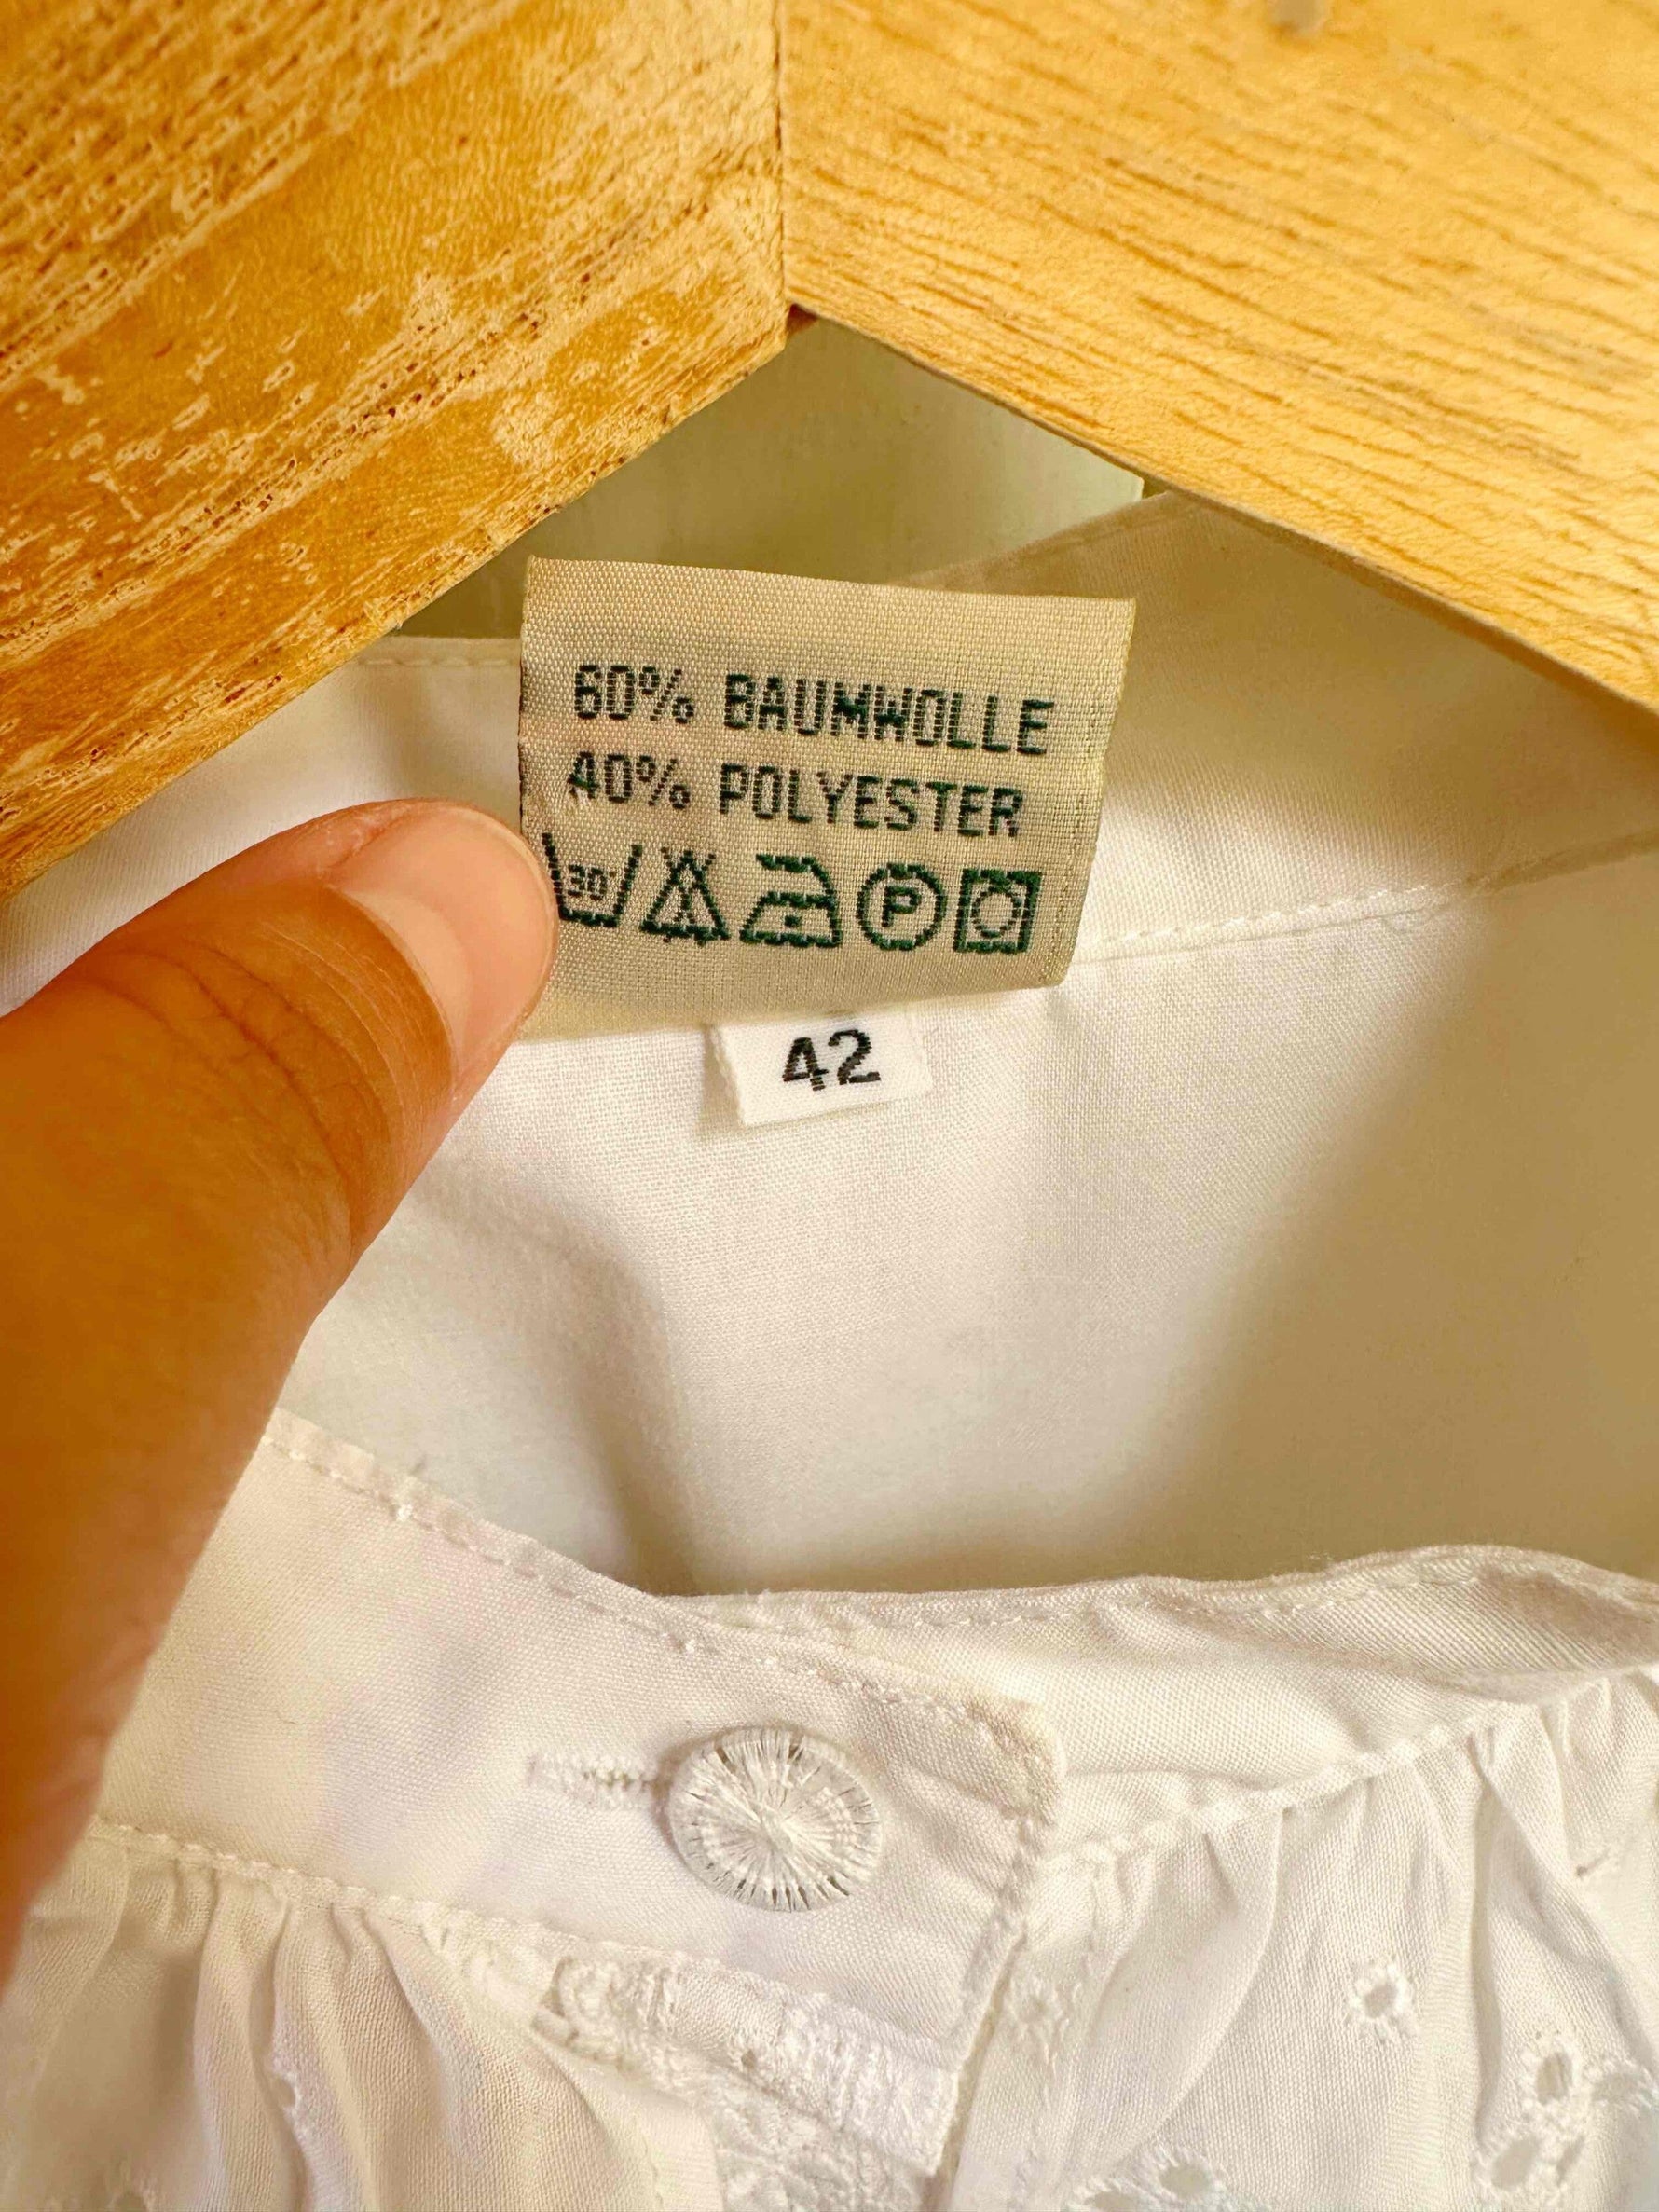 60% BAUMWOLLE
40% POLYESTER
30° P
42